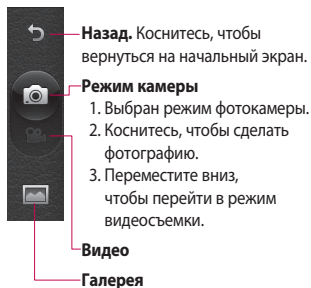 Назад. Коснитесь, чтобы
вернуться на начальный экран.
Режим камеры
1. Выбран режим фотокамеры.
2. Коснитесь, чтобы сделать
фотографию.
3. Переместите вниз,
чтобы перейти в режим
видеосъемки.
Видео
Галерея